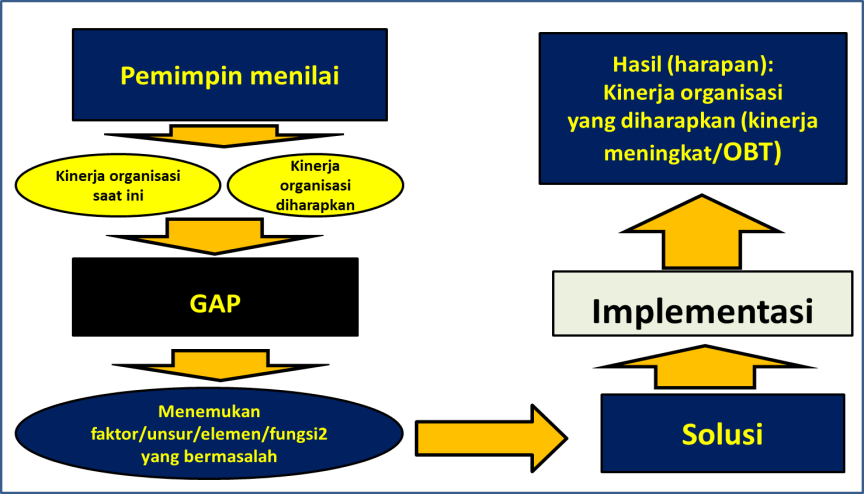 Pemimpin menilai
Kinerja organisasi
saat ini
Kinerja
organisasi
diharapkan
GAP
Menemukan
faktor/unsur/elemen/fungsi2
yang bermasalah
Solusi
Implementasi
Hasil (harapan):
Kinerja organisasi
yang diharapkan (kinerja
meningkat/OBT)